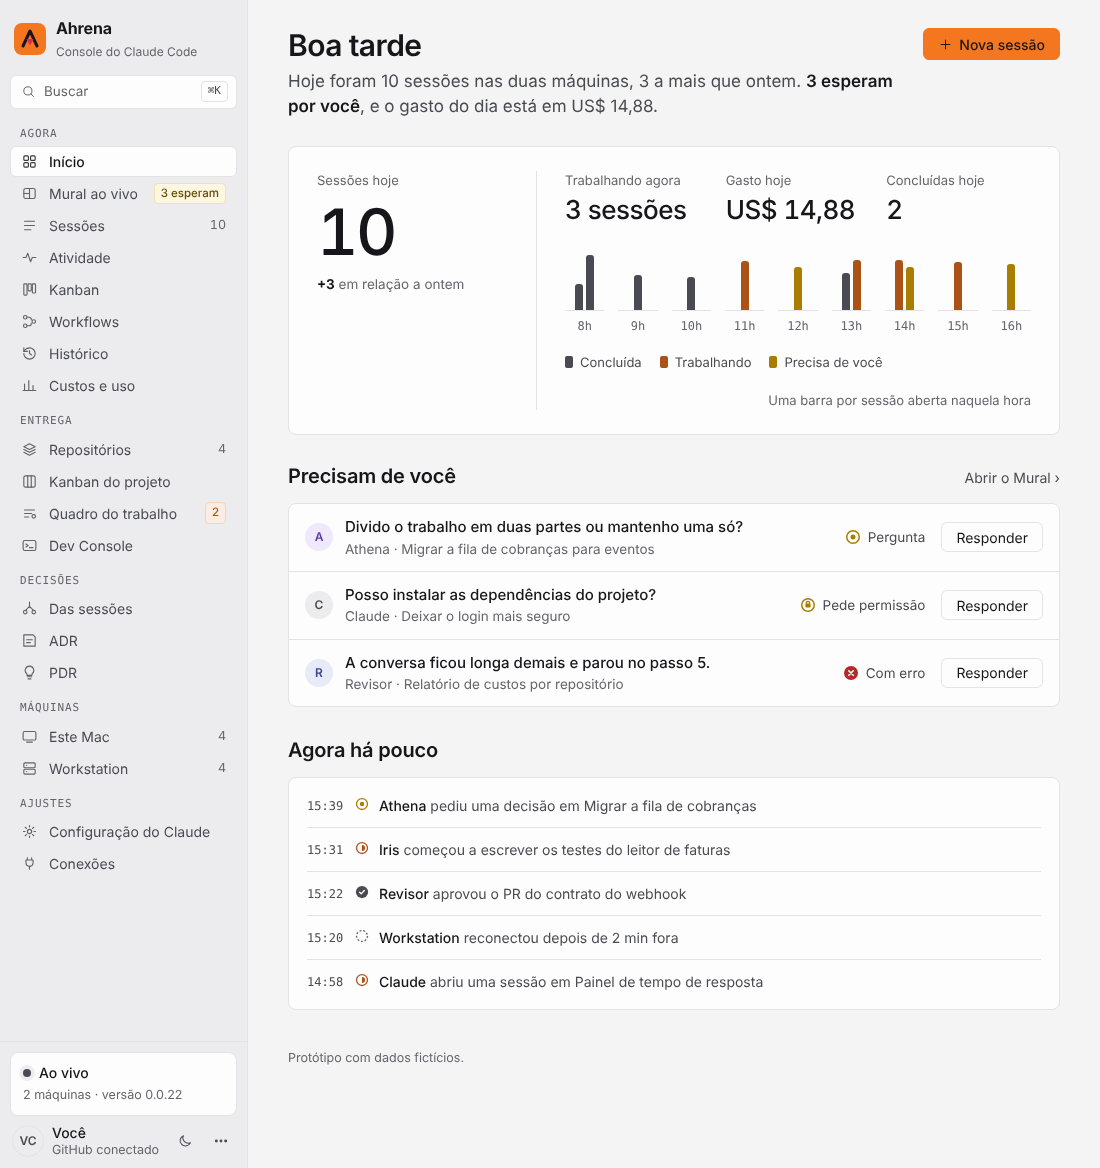 Ahrena
Console do Claude Code
Buscar
⌘K
AGORA
Início
Mural ao vivo
3 esperam
Sessões
10
Atividade
Kanban
Workflows
Histórico
Custos e uso
ENTREGA
Repositórios
4
Kanban do projeto
Quadro do trabalho
2
Dev Console
DECISÕES
Das sessões
ADR
PDR
MÁQUINAS
Este Mac
4
Workstation
4
AJUSTES
Configuração do Claude
Conexões
Ao vivo
2 máquinas · versão 0.0.22
VC
Você
GitHub conectado
Boa tarde
+ Nova sessão
Hoje foram 10 sessões nas duas máquinas, 3 a mais que ontem. 3 esperam
por você, e o gasto do dia está em US$ 14,88.
Sessões hoje
10
+3 em relação a ontem
Trabalhando agora
3 sessões
Gasto hoje
US$ 14,88
Concluídas hoje
2
8h 9h 10h 11h 12h 13h 14h 15h 16h
Concluída Trabalhando Precisa de você
Uma barra por sessão aberta naquela hora
Precisam de você
Abrir o Mural ›
A
Divido o trabalho em duas partes ou mantenho uma só?
Athena · Migrar a fila de cobranças para eventos
Pergunta
Responder
C
Posso instalar as dependências do projeto?
Claude · Deixar o login mais seguro
Pede permissão
Responder
R
A conversa ficou longa demais e parou no passo 5.
Revisor · Relatório de custos por repositório
Com erro
Responder
Agora há pouco
15:39 Athena pediu uma decisão em Migrar a fila de cobranças
15:31 Iris começou a escrever os testes do leitor de faturas
15:22 Revisor aprovou o PR do contrato do webhook
15:20 Workstation reconectou depois de 2 min fora
14:58 Claude abriu uma sessão em Painel de tempo de resposta
Protótipo com dados fictícios.